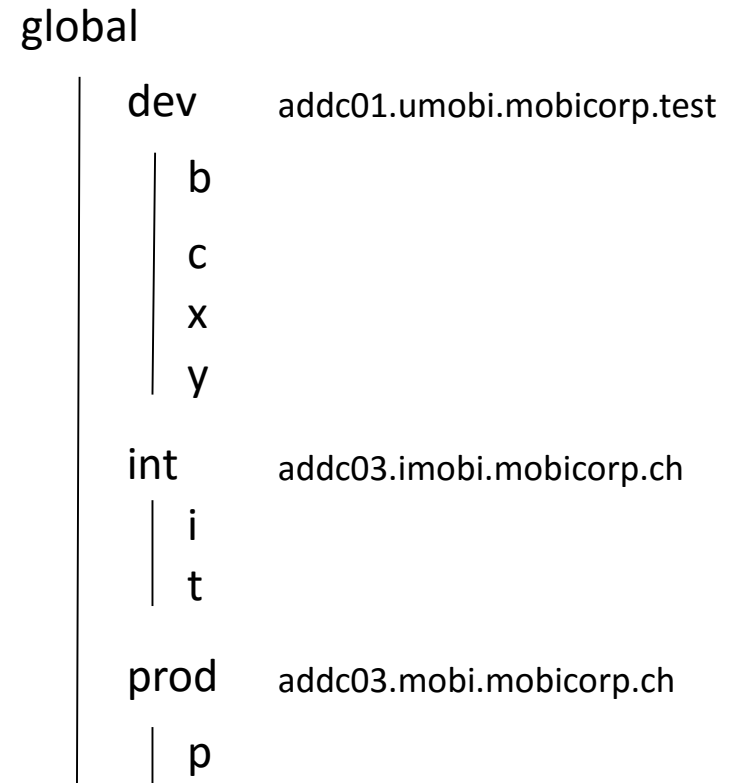 global
dev addc01.umobi.mobicorp.test
b
c
x
y
int addc03.imobi.mobicorp.ch
i
t
prod addc03.mobi.mobicorp.ch
p